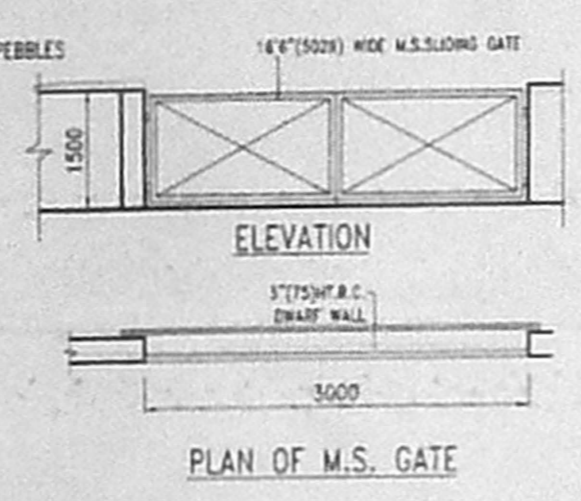 PEBBLES
16'6"(5029) WIDE M.S.SLIDING GATE
1500
ELEVATION
3"(75)HT.R.C.
DWARF WALL
3000
PLAN OF M.S. GATE